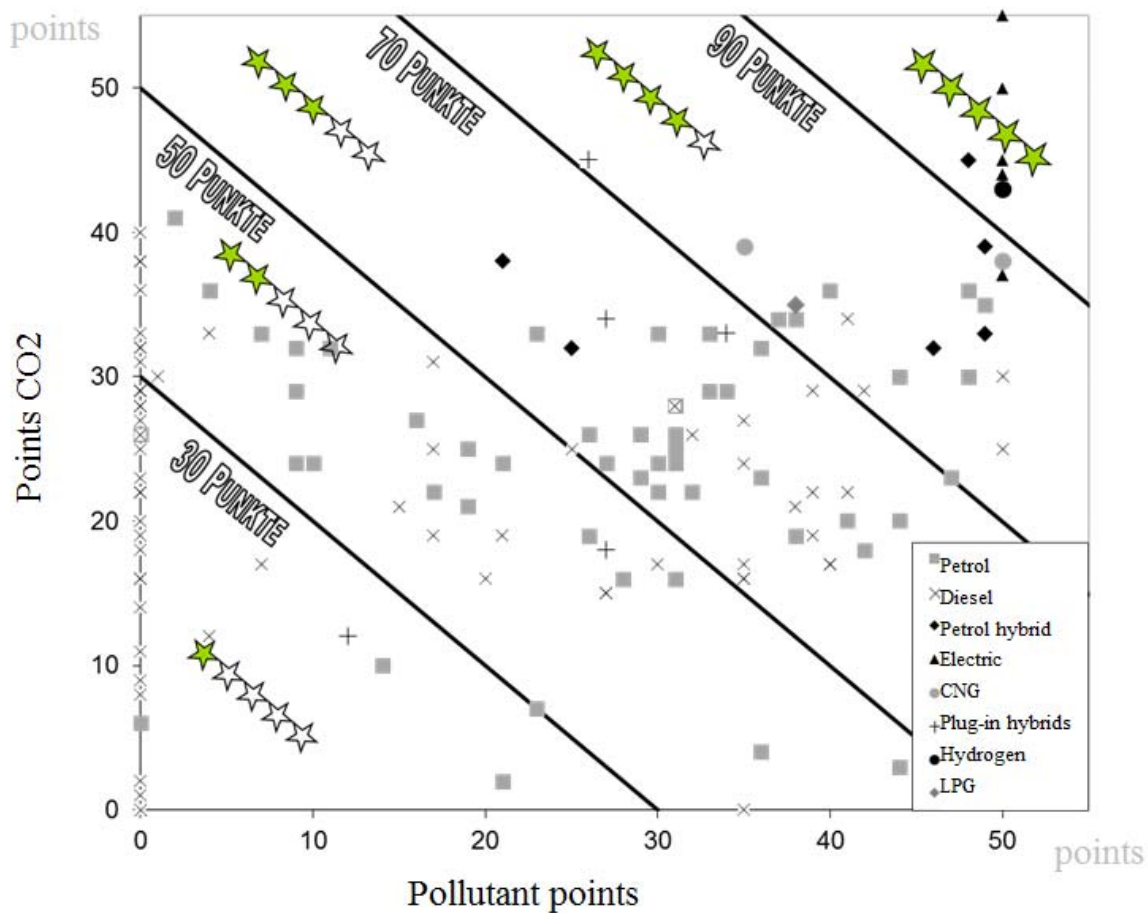 points
50
40
30
20
10
0
Points CO2
70 PUNKTE
90 PUNKTE
50 PUNKTE
30 PUNKTE
Petrol
Diesel
Petrol hybrid
Electric
CNG
Plug-in hybrids
Hydrogen
LPG
0
10
20
30
40
50
points
Pollutant points